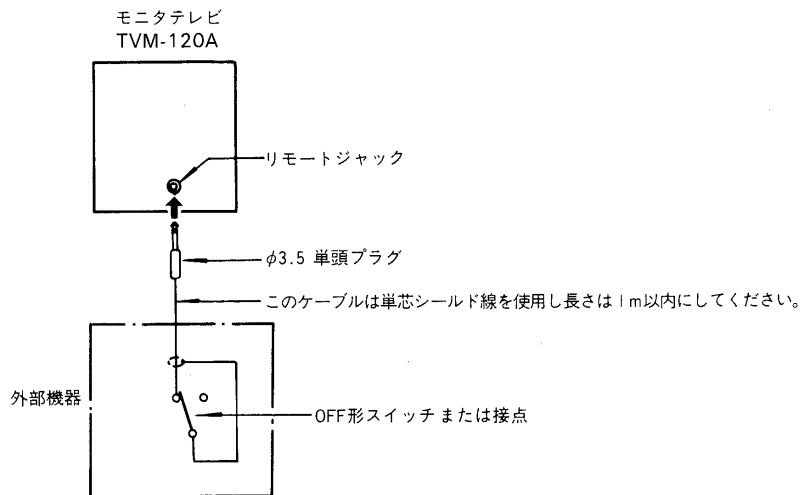 モニタテレビ
TVM-120A
リモートジャック
φ3.5 単頭プラグ
このケーブルは単芯シールド線を使用し長さは1m以内にしてください。
外部機器
OFF形スイッチまたは接点